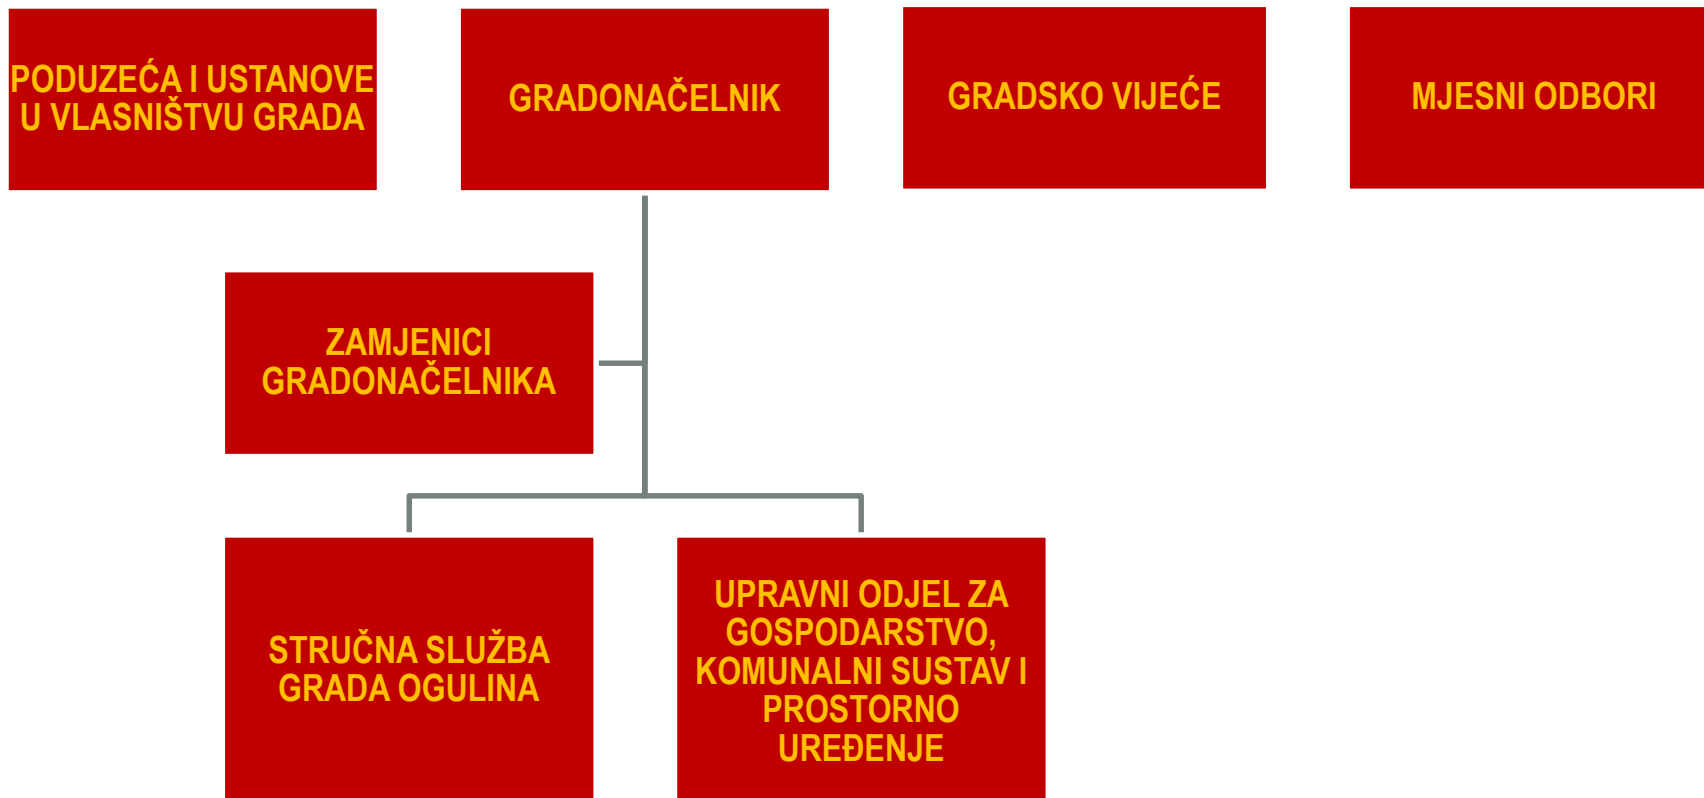 PODUZEĆA I USTANOVE
U VLASNIŠTVU GRADA
GRADONAČELNIK
GRADSKO VIJEĆE
MJESNI ODBORI
ZAMJENICI
GRADONAČELNIKA
STRUČNA SLUŽBA
GRADA OGULINA
UPRAVNI ODJEL ZA
GOSPODARSTVO,
KOMUNALNI SUSTAV I
PROSTORNO
UREĐENJE